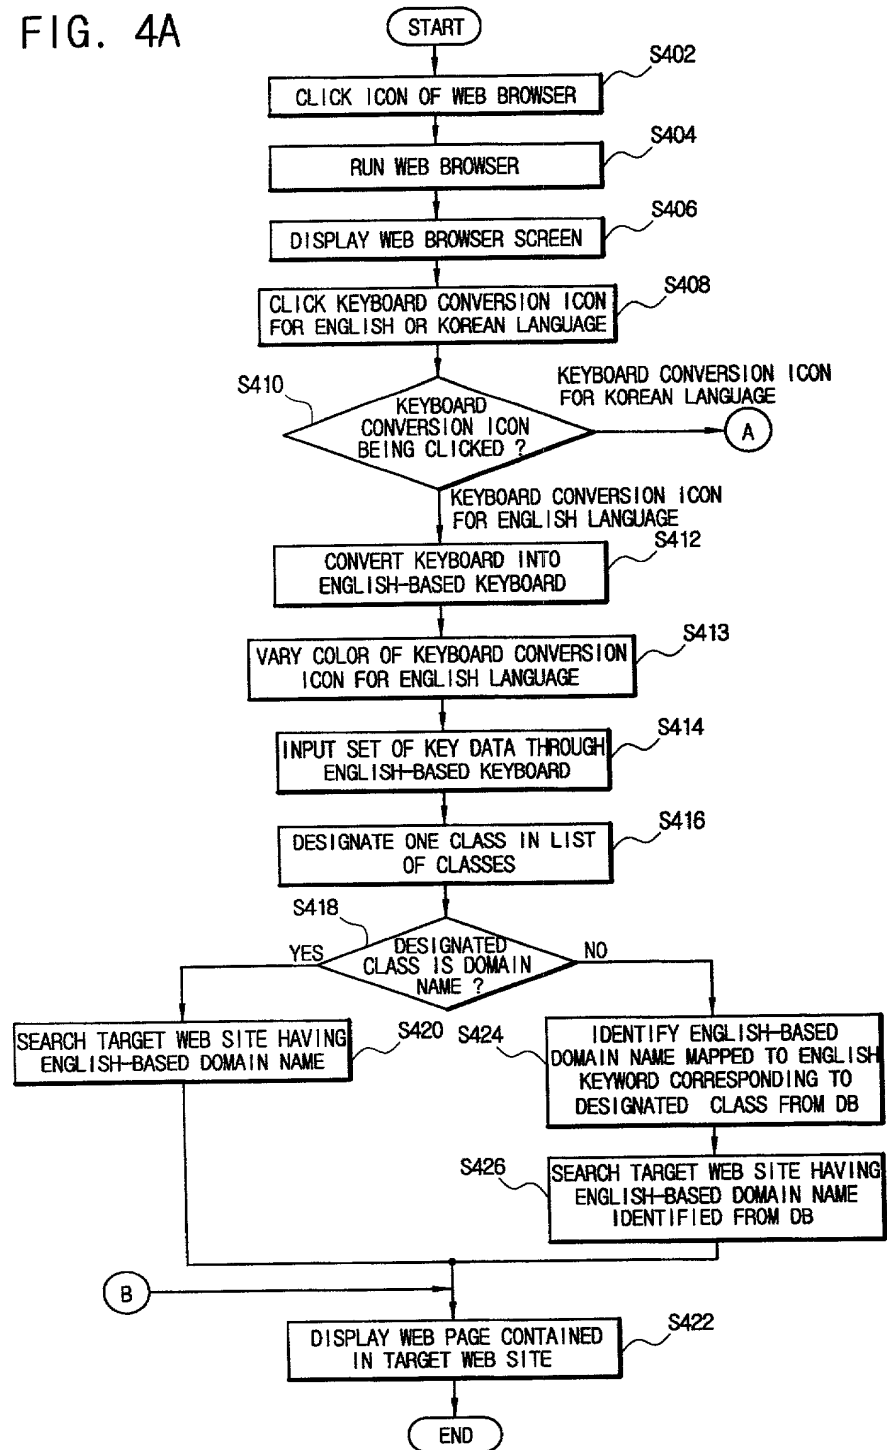 FIG. 4A
START
S402
CLICK ICON OF WEB BROWSER
S404
RUN WEB BROWSER
S406
DISPLAY WEB BROWSER SCREEN
S408
CLICK KEYBOARD CONVERSION ICON
FOR ENGLISH OR KOREAN LANGUAGE
S410
KEYBOARD
CONVERSION ICON
BEING CLICKED ?
KEYBOARD CONVERSION ICON
FOR KOREAN LANGUAGE
A
KEYBOARD CONVERSION ICON
FOR ENGLISH LANGUAGE
S412
CONVERT KEYBOARD INTO
ENGLISH-BASED KEYBOARD
S413
VARY COLOR OF KEYBOARD CONVERSION
ICON FOR ENGLISH LANGUAGE
S414
INPUT SET OF KEY DATA THROUGH
ENGLISH-BASED KEYBOARD
S416
DESIGNATE ONE CLASS IN LIST
OF CLASSES
S418
YES
DESIGNATED
CLASS IS DOMAIN
NAME ?
NO
SEARCH TARGET WEB SITE HAVING
ENGLISH-BASED DOMAIN NAME
S420
S424
IDENTIFY ENGLISH-BASED
DOMAIN NAME MAPPED TO ENGLISH
KEYWORD CORRESPONDING TO
DESIGNATED CLASS FROM DB
S426
SEARCH TARGET WEB SITE HAVING
ENGLISH-BASED DOMAIN NAME
IDENTIFIED FROM DB
B
S422
DISPLAY WEB PAGE CONTAINED
IN TARGET WEB SITE
END